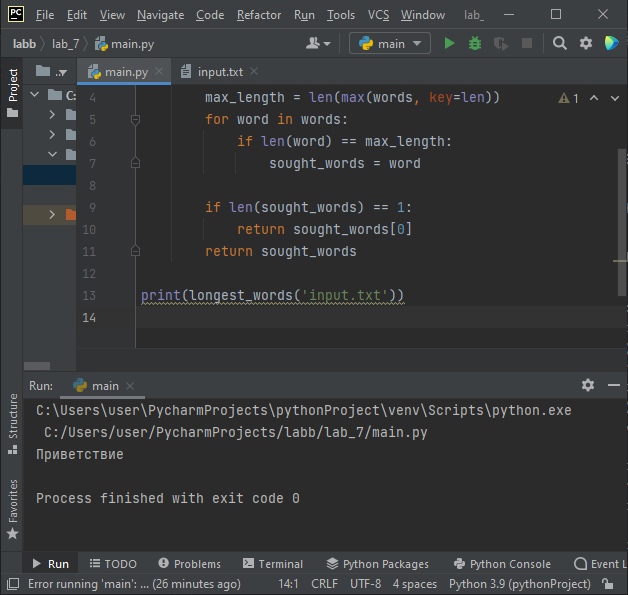 PC File Edit View Navigate Code Refactor Run Tools VCS Window lab_
labb lab_7 main.py main
Project .. main.py input.txt
C:
4 max_length = len(max(words, key=len)) 1
5 for word in words:
6 if len(word) == max_length:
7 sought_words = word
8
9 if len(sought_words) == 1:
10 return sought_words[0]
11 return sought_words
12
13 print(longest_words('input.txt'))
14
Run: main
C:\Users\user\PycharmProjects\pythonProject\venv\Scripts\python.exe
C:/Users/user/PycharmProjects/labb/lab_7/main.py
Приветствие
Process finished with exit code 0
Structure
Favorites
Run TODO Problems Terminal Python Packages Python Console Event L
Error running 'main': ... (26 minutes ago) 14:1 CRLF UTF-8 4 spaces Python 3.9 (pythonProject)